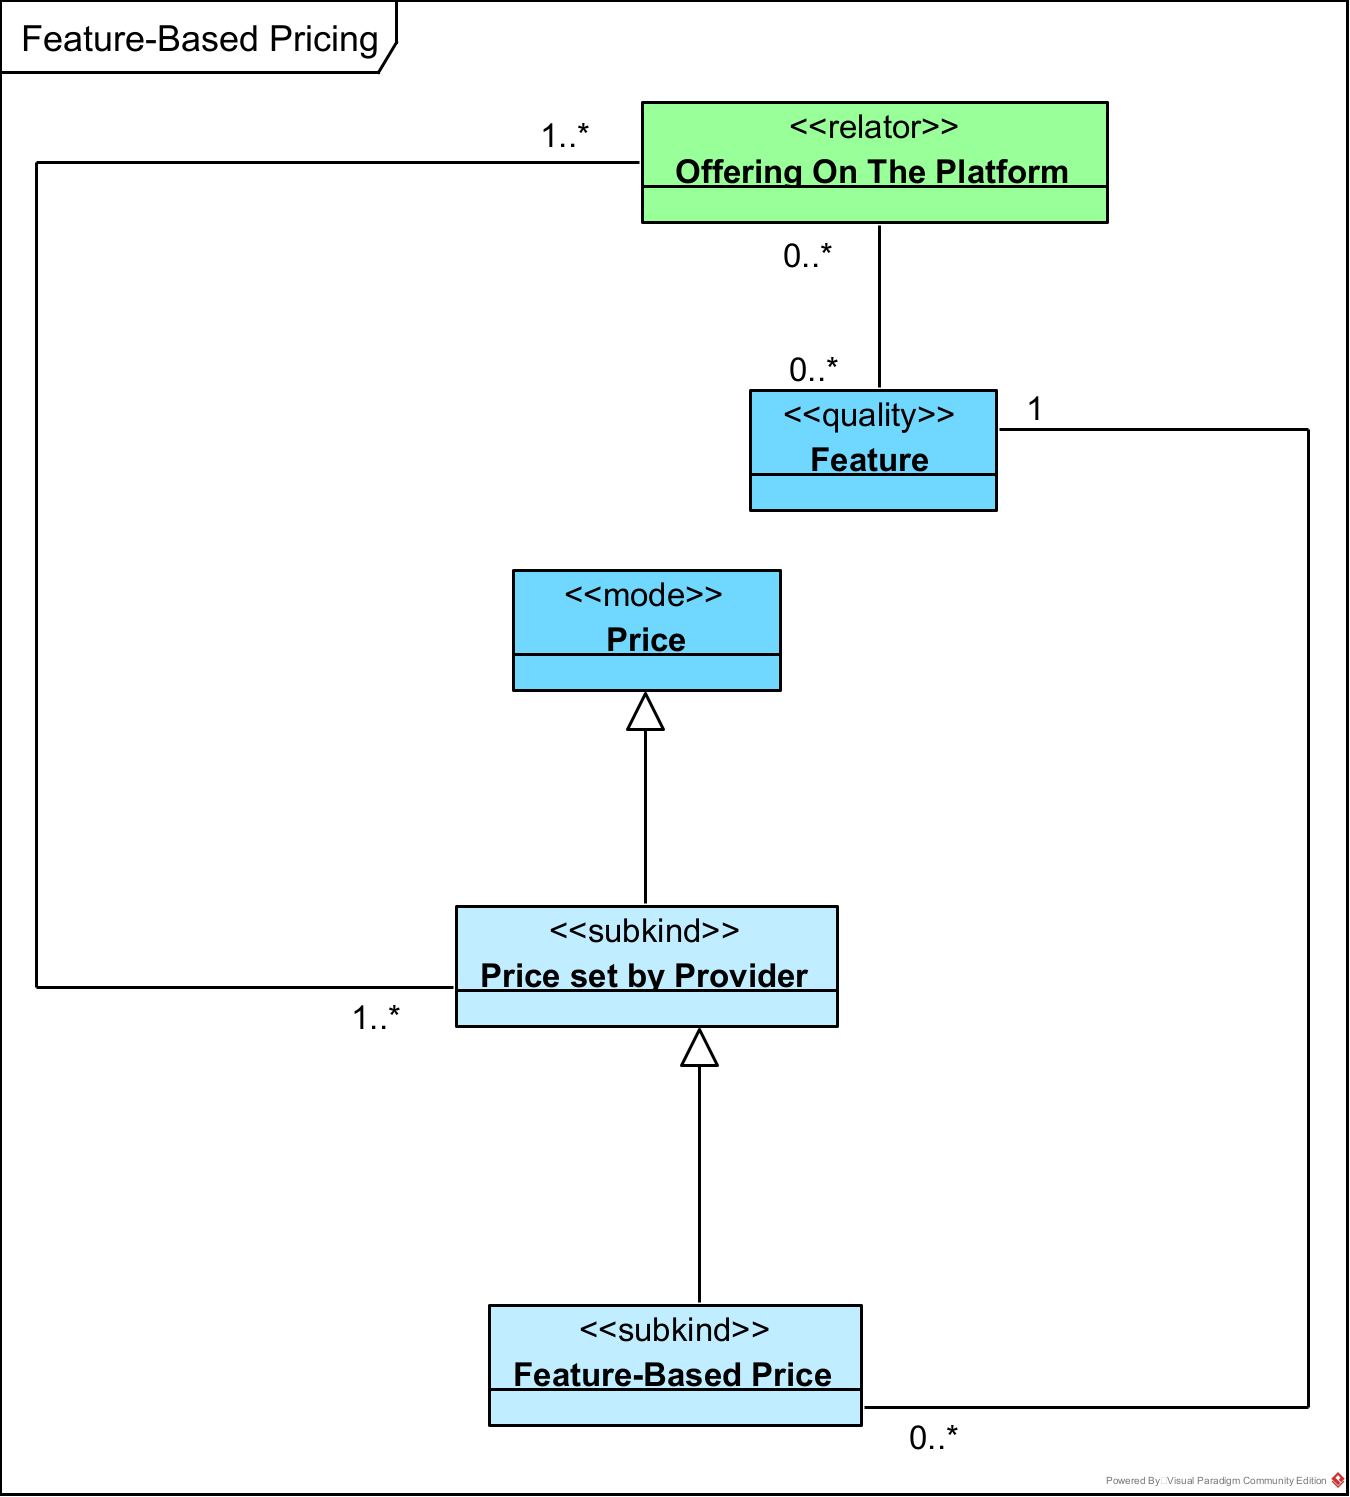 Feature-Based Pricing
1..*
<<relator>>
Offering On The Platform
0..*
0..*
<<quality>>
Feature
1
<<mode>>
Price
<<subkind>>
Price set by Provider
1..*
<<subkind>>
Feature-Based Price
0..*
Powered By Visual Paradigm Community Edition